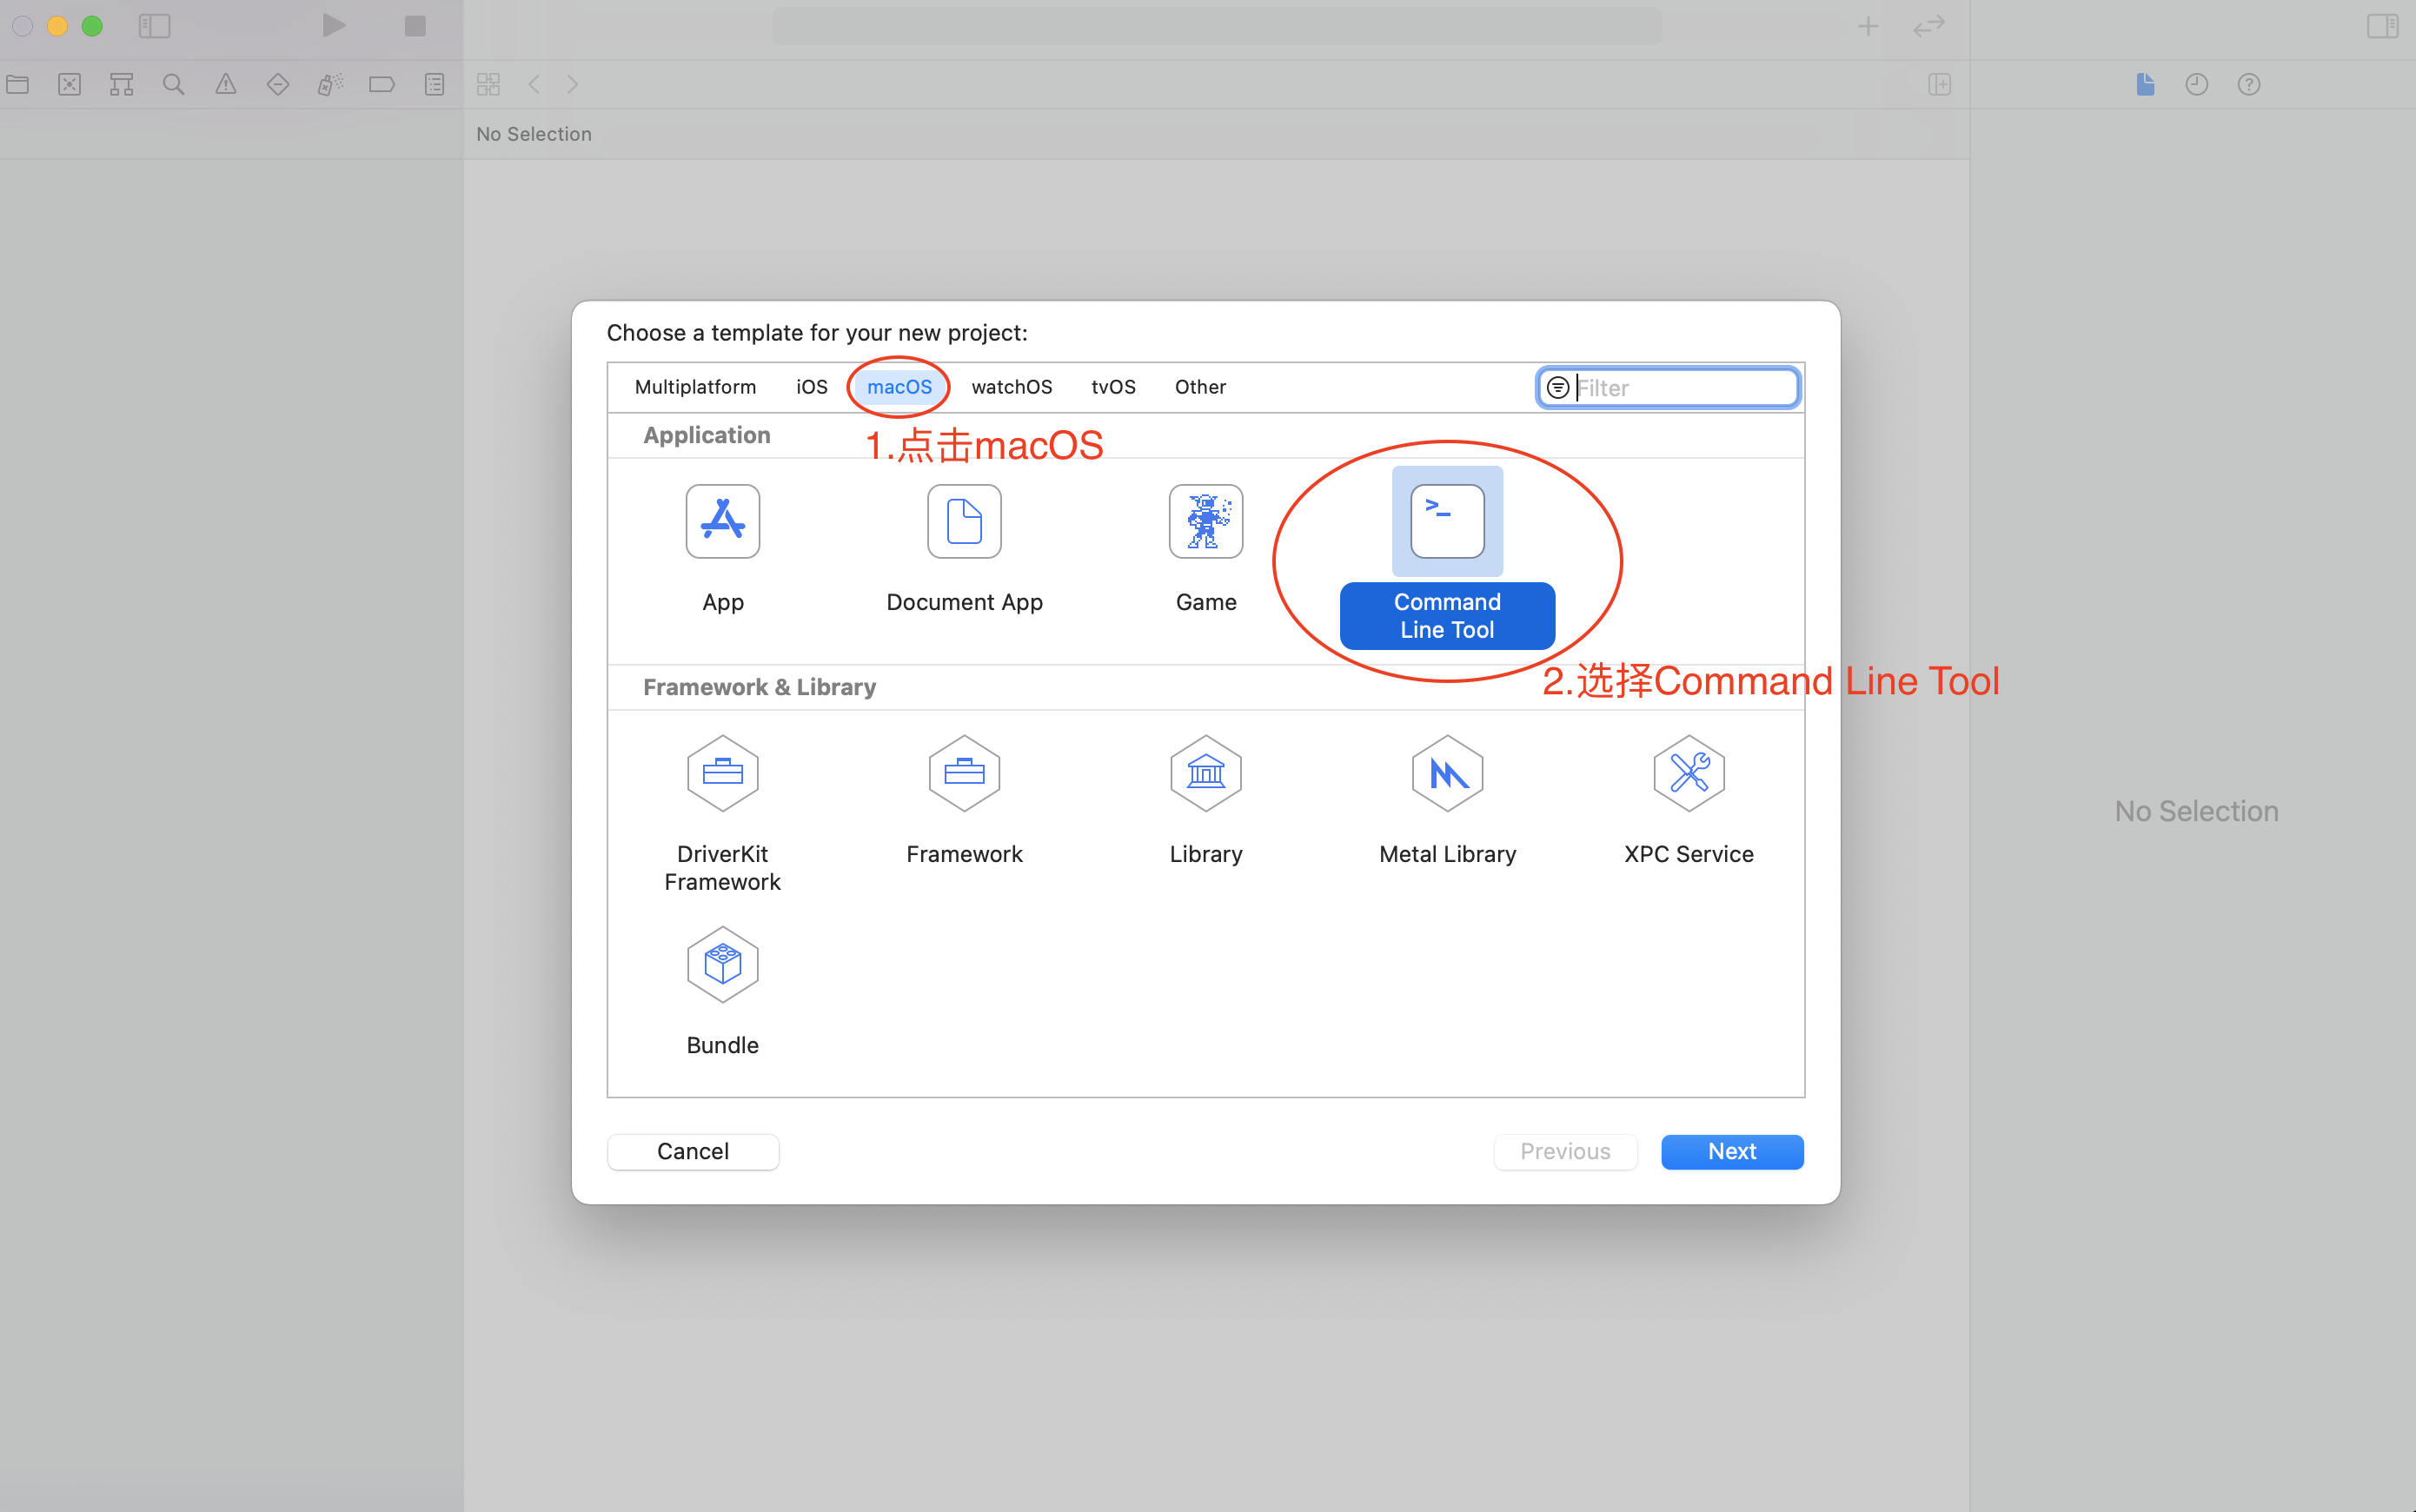 No Selection
Choose a template for your new project:
Multiplatform iOS macOS watchOS tvOS Other Filter
Application
1.点击macOS
App Document App Game Command
Line Tool
2.选择Command Line Tool
Framework & Library
DriverKit
Framework
Framework
Library
Metal Library
XPC Service
No Selection
Bundle
Cancel Previous Next